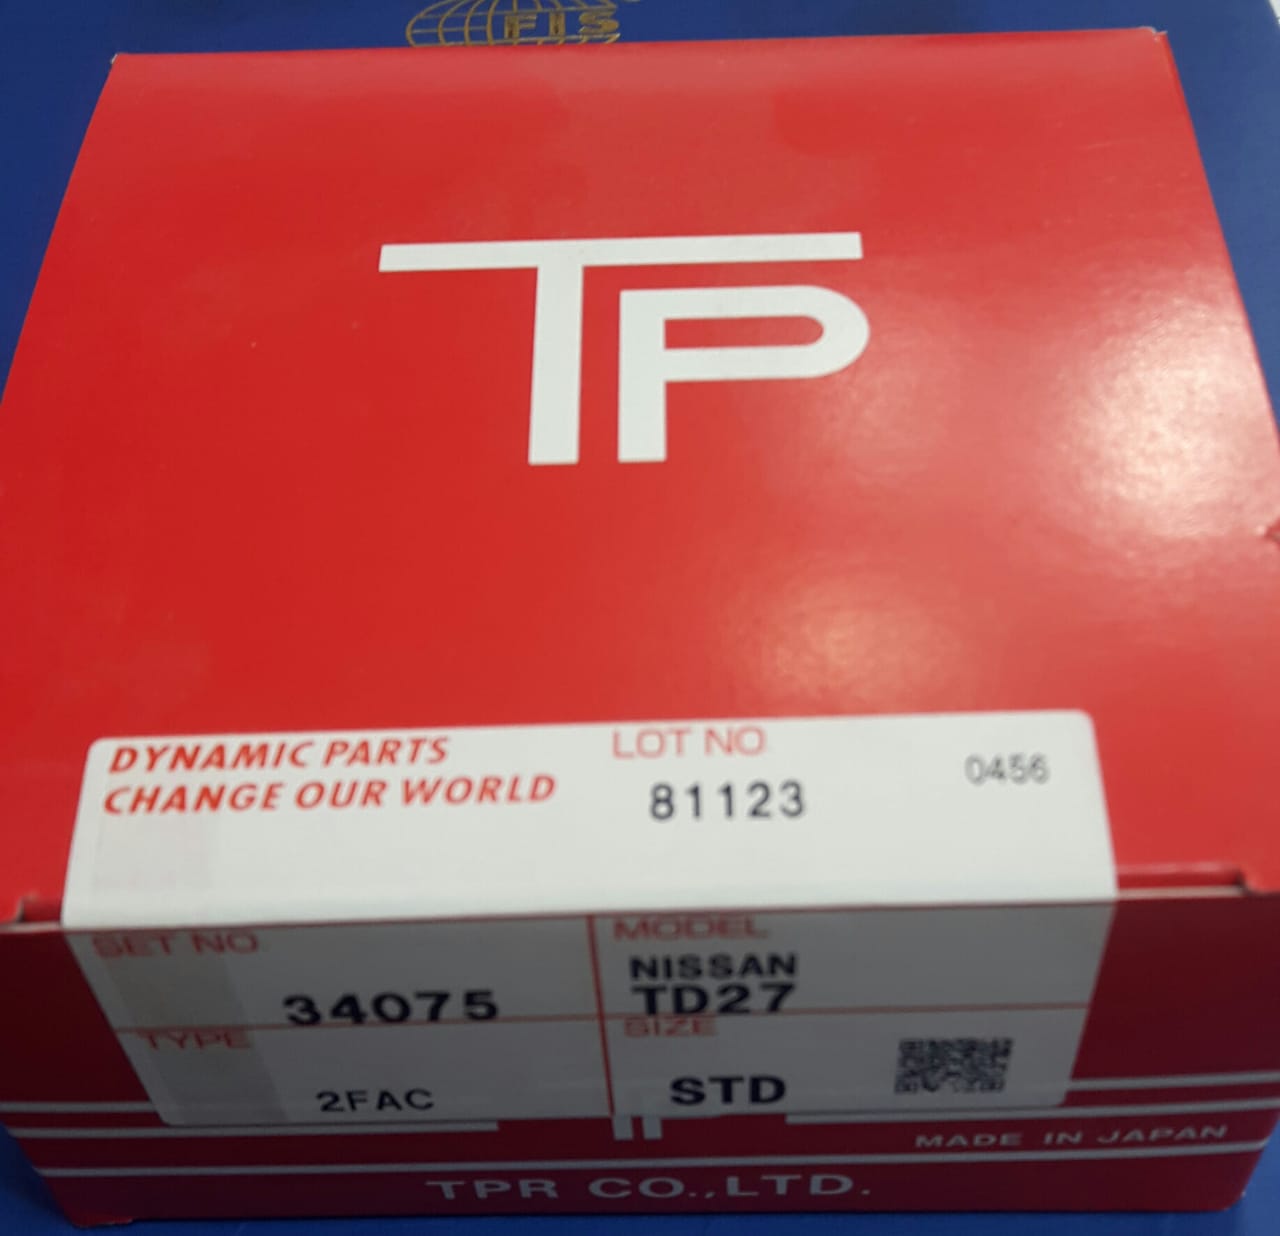 FIS
TP
DYNAMIC PARTS
CHANGE OUR WORLD
LOT NO
81123
0456
SET NO
34075
MODEL
NISSAN
TD27
TYPE
2FAC
SIZE
STD
MADE IN JAPAN
TPR CO.,LTD.